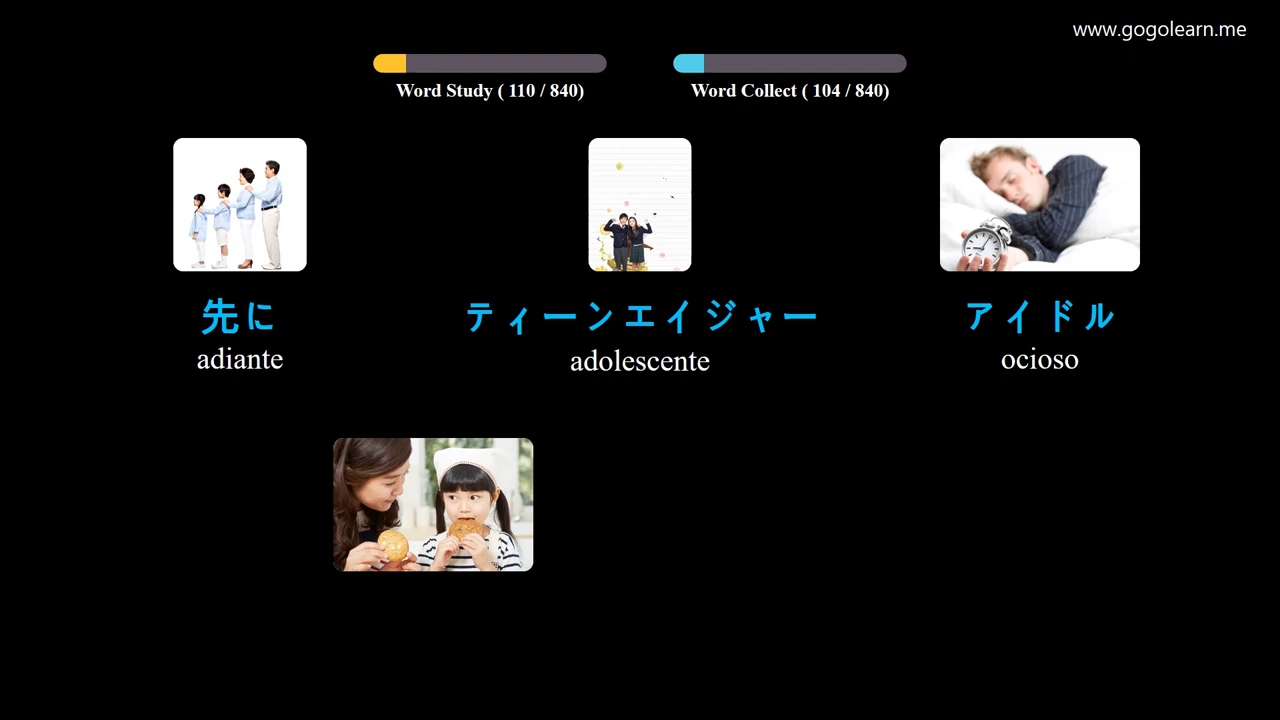 www.gogolearn.me
Word Study ( 110 / 840)
Word Collect ( 104 / 840)
先に
adiante
ティーンエイジャー
adolescente
アイドル
ocioso